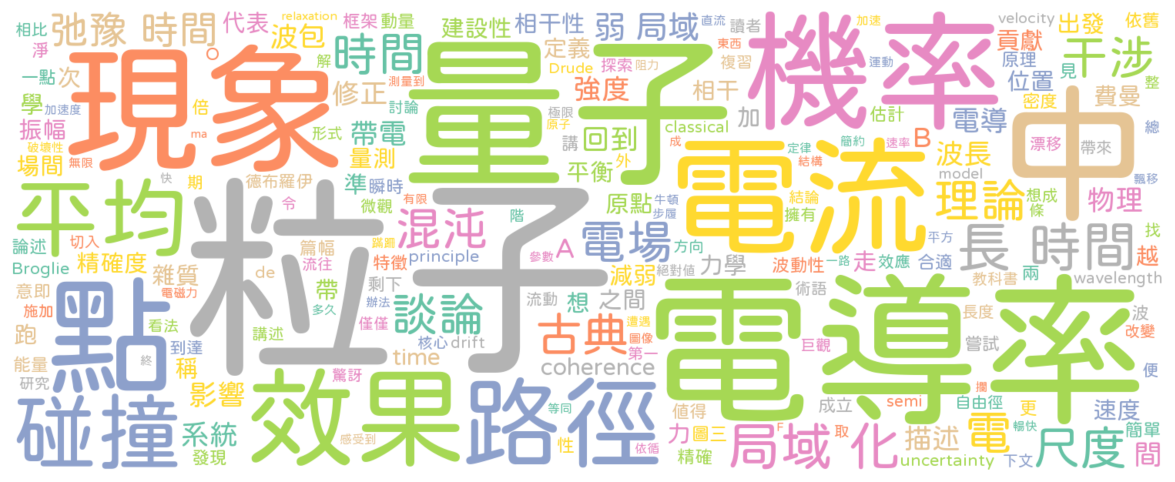 相比 弛豫 時間 代表 relaxation 框架 動量 建設性 相干性 直流 弱 局域 讀者 加速 velocity 出發 依舊
淨 波包 時間 定義 東西 貢獻 干涉
一點 次 解 修正 測量到 Drude 探索 阻力 複習 運動 原理 見
學 加速度 倍 現象 討論 量子 強度 極限 原子 相干 機率 位置 密度 費曼 整
振幅 破壞性 ma 形式 帶電 回到 講 classical 加 估計 電導 中 總
場間 無限 量測 平衡 外 成 速率 簡約 B 波長 漂移 帶來
快 期 德布羅伊 準 瞬時 有限 原點 牛頓 步履 定律 結構 model 理論 想成 條 物理 飄移
平均 令 微觀 階 擁有 電流
論述 切入 粒子 混沌 電場 方向 結論 長 時間 找
Broglie 精確度 篇幅 蹣跚 流往 特徵 principle A 參數 絕對值 力學 波動性 平方 一路 走 效應 合適 兩 越
意即 雜質 de 剩下 減弱 術語 教科書 wavelength
施加 電磁力 帶 多久 辦法 談論 流動 想 之間 電導率 長度 波
跑 點 看法 講述 僅僅 核心 drift 古典 遭遇 圖像 第一 巨觀 嘗試 改變
能量 終 到達 稱 驚訝 time coherence 便
研究 碰撞 影響 效果 等同 路徑 值得 成立 semi 攔 自由徑 更 暢快 速度
系統 性 力 圖三 F 取 描述 電 簡單
發現 感受到 依循 精確 局域 化 uncertainty 下文 尺度 間